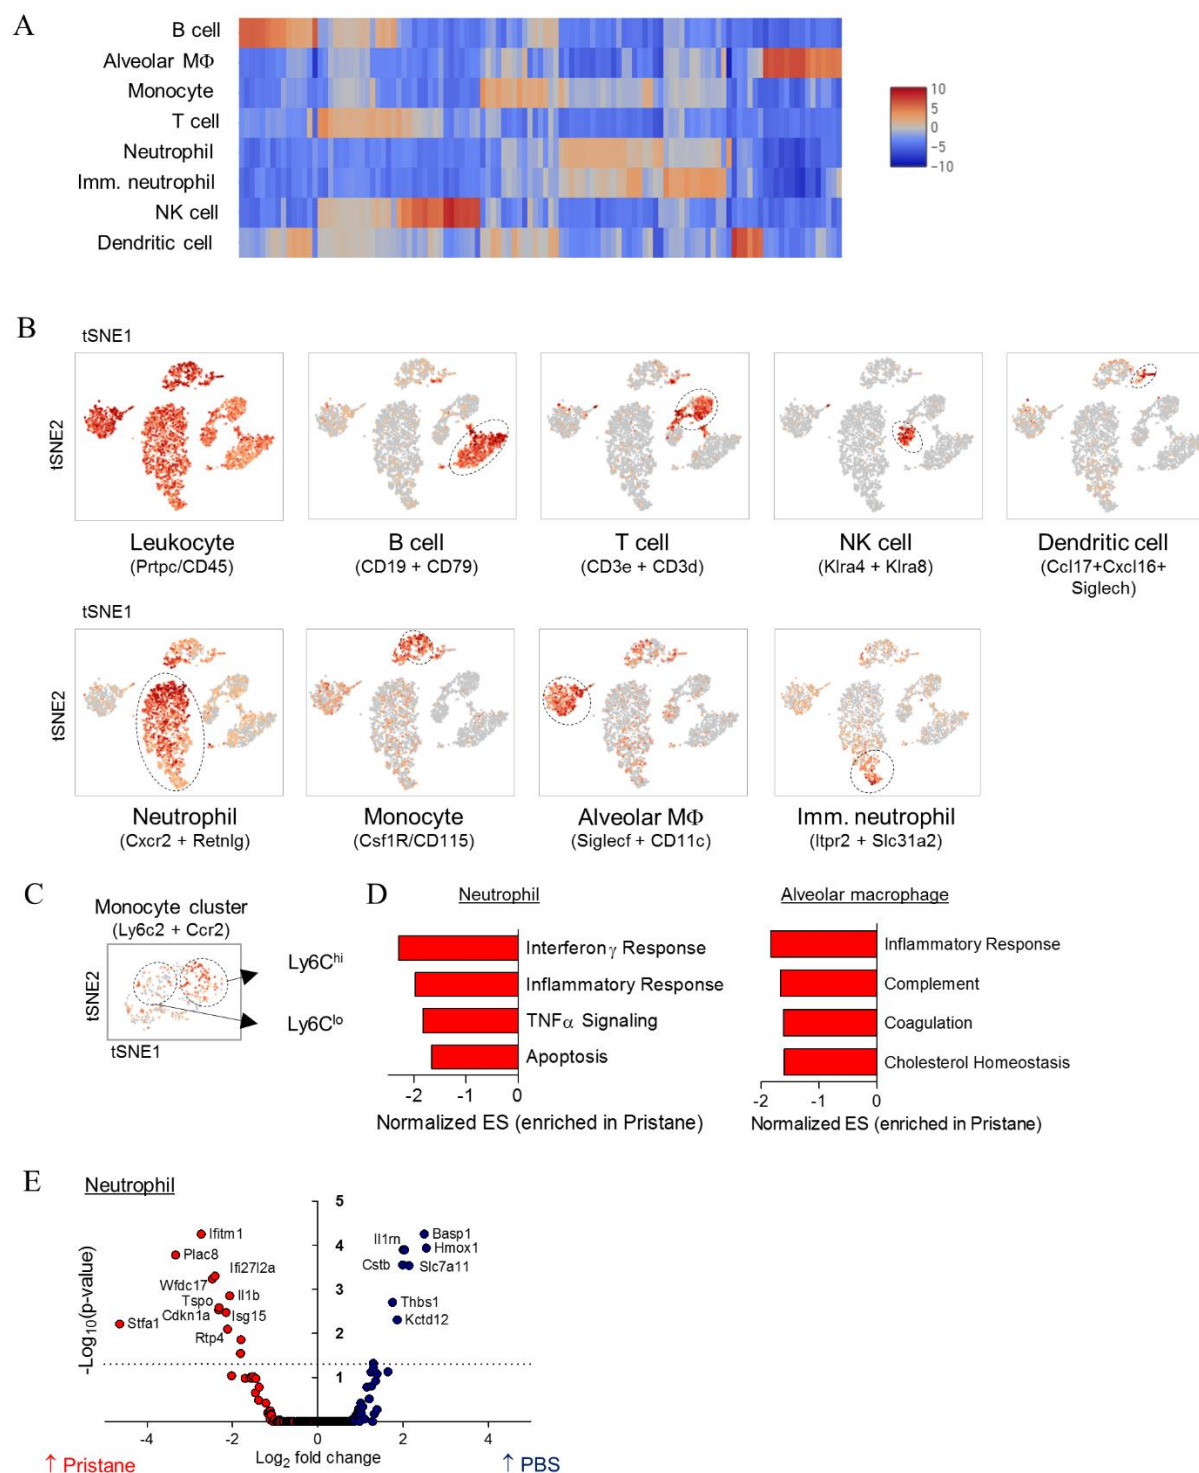 A
B cell
Alveolar MΦ
Monocyte
T cell
Neutrophil
Imm. neutrophil
NK cell
Dendritic cell
10
5
0
-5
-10
B
tSNE1
tSNE2
Leukocyte
(Prtpc/CD45)
B cell
(CD19 + CD79)
T cell
(CD3e + CD3d)
NK cell
(Klra4 + Klra8)
Dendritic cell
(Ccl17+Cxcl16+
Siglech)
tSNE1
tSNE2
Neutrophil
(Cxcr2 + Retnlg)
Monocyte
(Csf1R/CD115)
Alveolar MΦ
(Siglecf + CD11c)
Imm. neutrophil
(Itpr2 + Slc31a2)
C
Monocyte cluster
(Ly6c2 + Ccr2)
tSNE2
tSNE1
Ly6Chi
Ly6Clo
D
Neutrophil
Interferon γ Response
Inflammatory Response
TNFα Signaling
Apoptosis
-2 -1 0
Normalized ES (enriched in Pristane)
Alveolar macrophage
Inflammatory Response
Complement
Coagulation
Cholesterol Homeostasis
-2 -1 0
Normalized ES (enriched in Pristane)
E
Neutrophil
-Log10(p-value)
5
4
3
2
1
Ifitm1
Plac8
Ifi27l2a
Wfdc17
Il1b
Tspo
Cdkn1a
Isg15
Stfa1
Rtp4
Basp1
Il1rn
Hmox1
Cstb
Slc7a11
Thbs1
Kctd12
-4 -2 0 2 4
Log2 fold change
↑ Pristane
↑ PBS